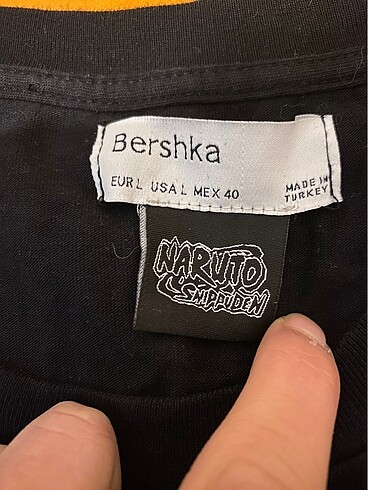 Bershka
EUR L USA L MEX 40
MADE IN
TURKEY
NARUTO
SHIPPUDEN